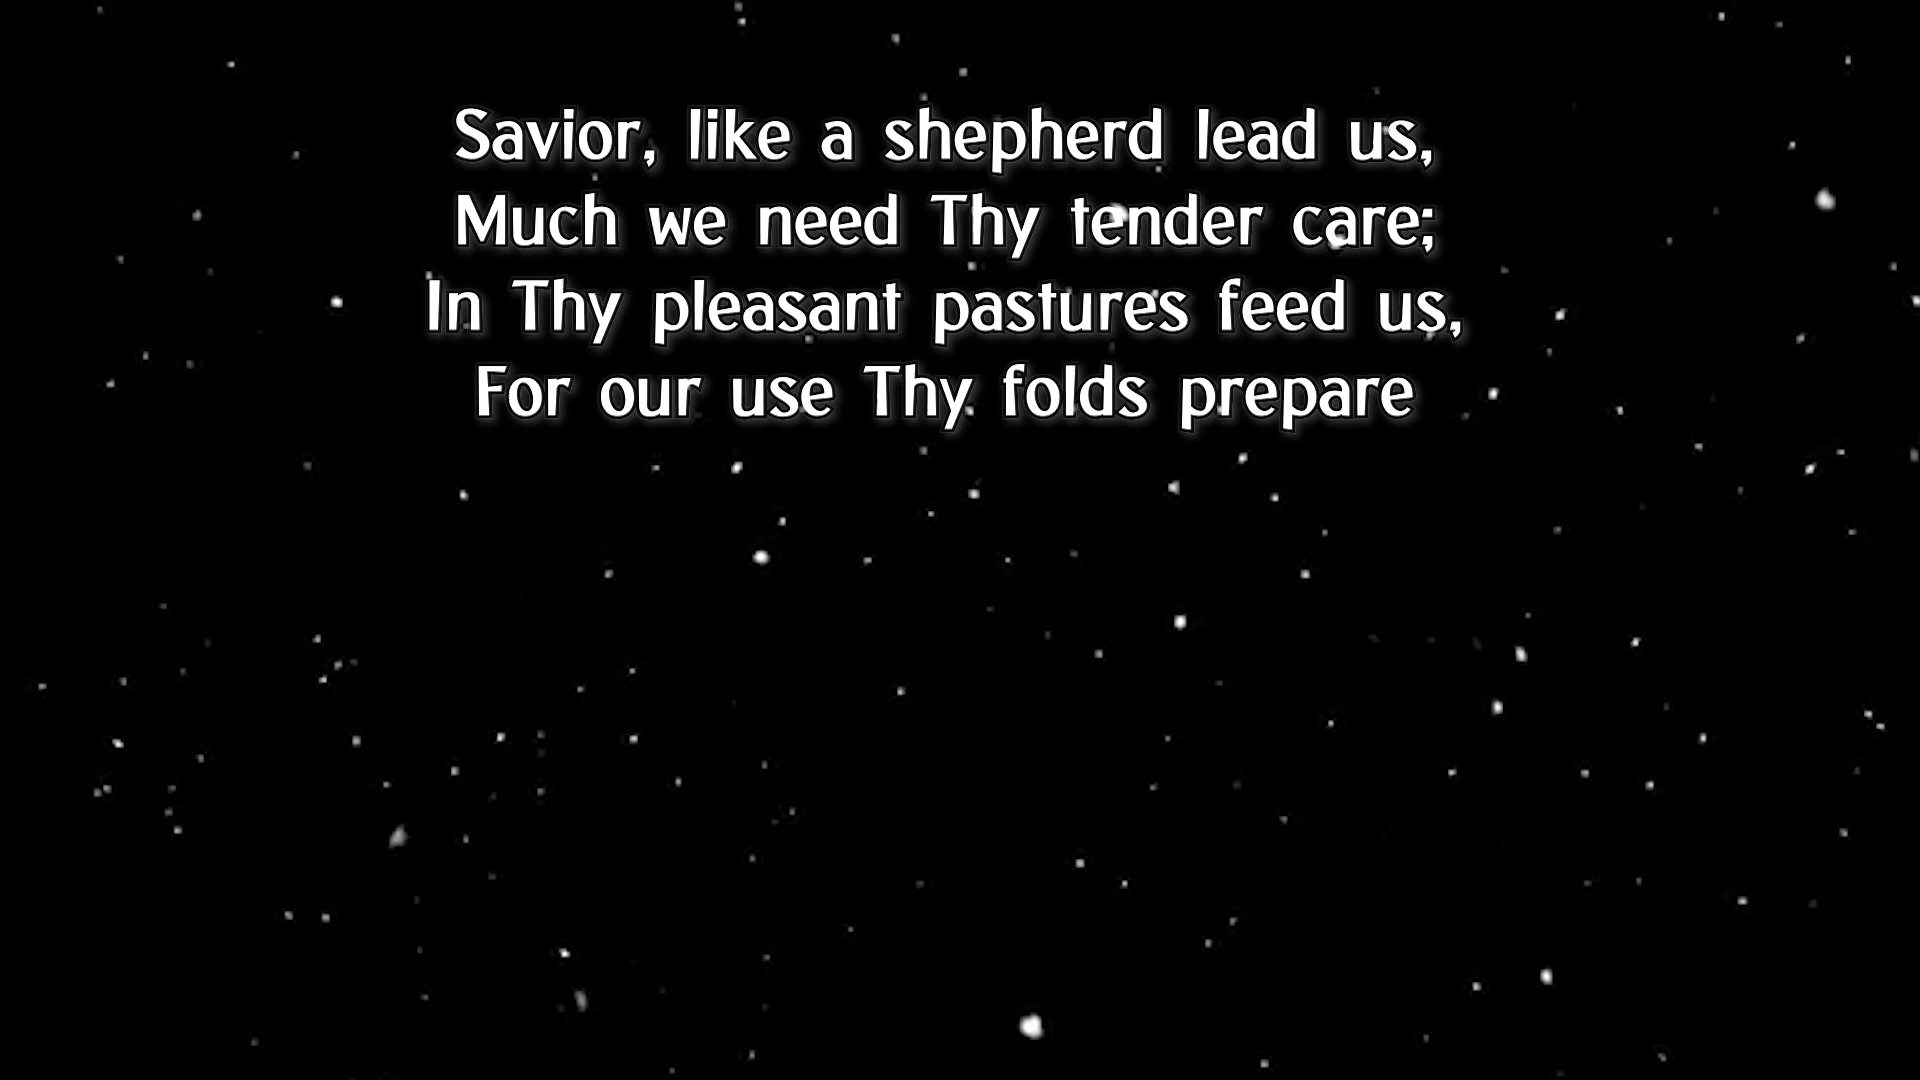 Savior, like a shepherd lead us,
Much we need Thy tender care;
In Thy pleasant pastures feed us,
For our use Thy folds prepare